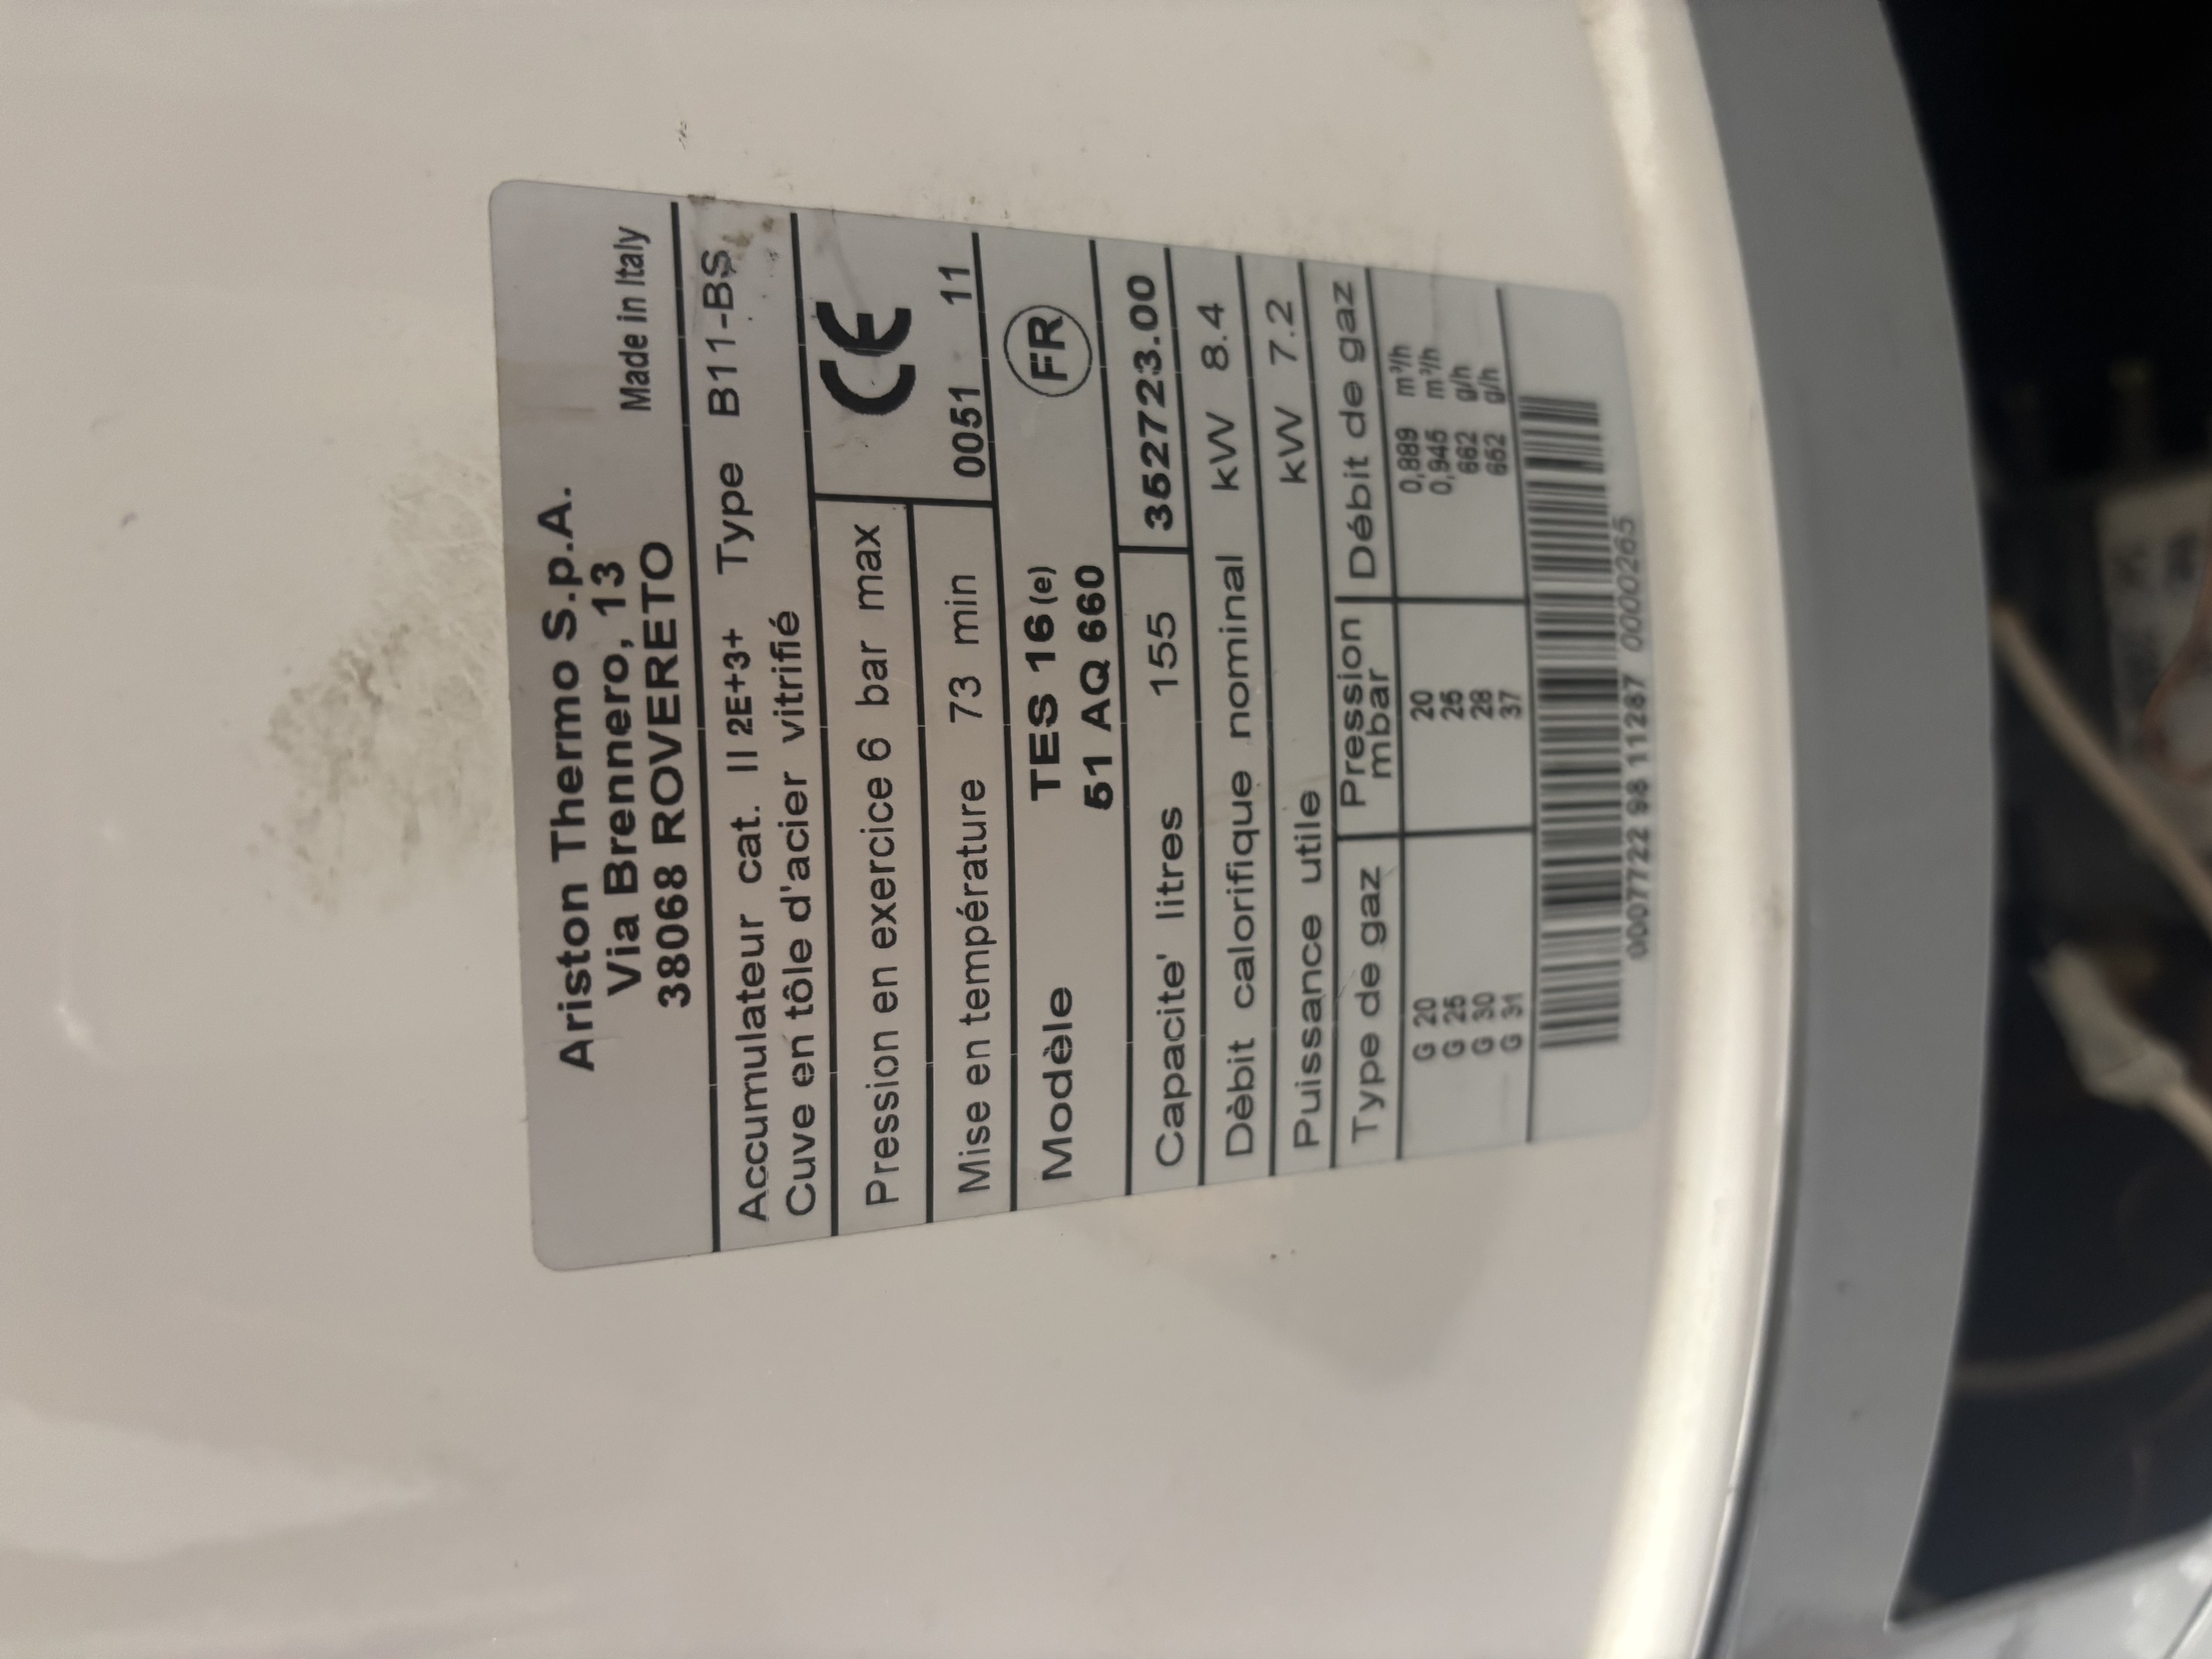 Ariston Thermo S.p.A.
Via Brennero, 13
38068 ROVERETO
Made in Italy
Accumulateur cat. II 2E+3+ Type B11-BS
Cuve en tôle d'acier vitrifié
Pression en exercice 6 bar max
CE
Mise en température 73 min
0051 11
Modèle TES 16 (e) FR
51 AQ 660
Capacite' litres 155 352723.00
Dèbit calorifique nominal kW 8.4
Puissance utile kW 7.2
Type de gaz Pression mbar Débit de gaz
G 20 20 0,889 m³/h
G 25 25 0,945 m³/h
G 30 28 662 g/h
G 31 37 652 g/h
0007722 98 11287 0000265